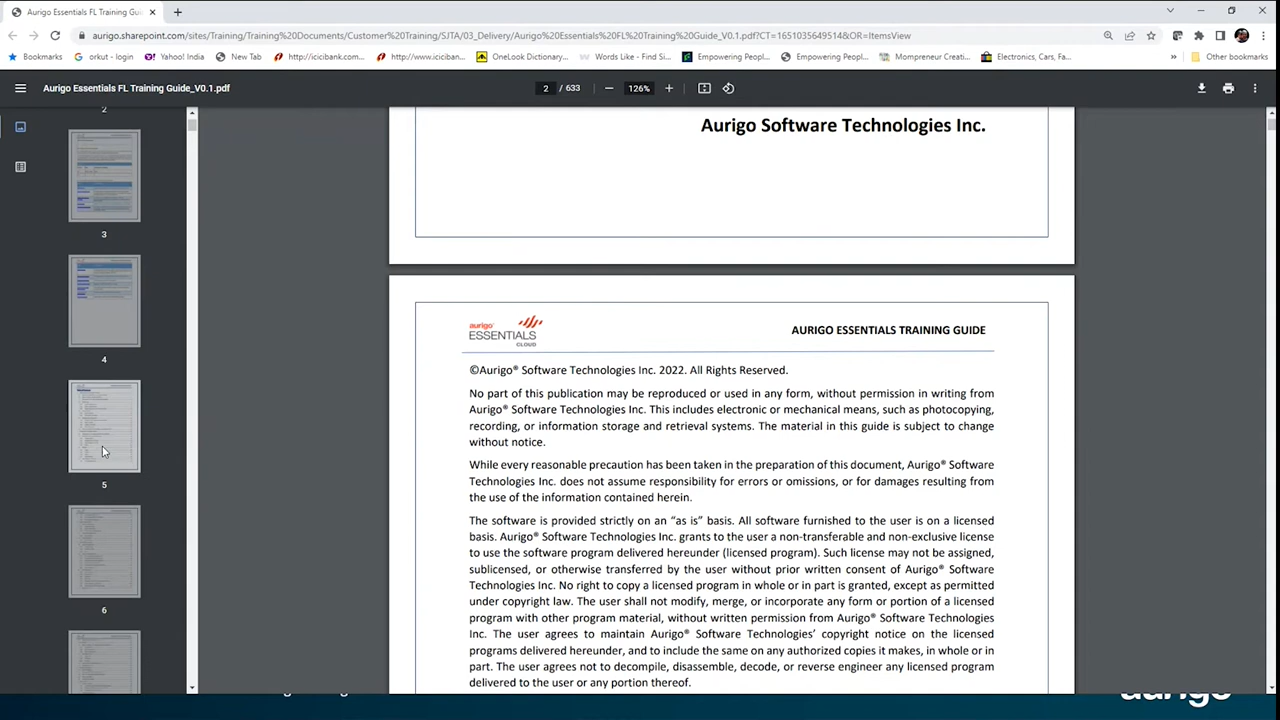 Aurigo Essentials FL Training Gui
aurigo.sharepoint.com/sites/Training/Training%20Documents/Customer%20Training/SJTA/03_Delivery/Aurigo%20Essentials%20FL%20Training%20Guide_V0.1.pdf?CT=1651035649514&OR=ItemsView
Bookmarks orkut - login Yahoo! India New Tab http://icicibank.com... http://www.iciciban... OneLook Dictionary... Words Like - Find Si... Empowering Peopl... Empowering Peopl... Mompreneur Creati... Electronics, Cars, Fa... » Other bookmarks
Aurigo Essentials FL Training Guide_V0.1.pdf 2 / 633 126%
2
3
4
5
6
Aurigo Software Technologies Inc.
aurigo
ESSENTIALS
CLOUD
AURIGO ESSENTIALS TRAINING GUIDE
©Aurigo® Software Technologies Inc. 2022. All Rights Reserved.
No part of this publication may be reproduced or used in any form, without permission in writing from
Aurigo® Software Technologies Inc. This includes electronic or mechanical means, such as photocopying,
recording, or information storage and retrieval systems. The material in this guide is subject to change
without notice.
While every reasonable precaution has been taken in the preparation of this document, Aurigo® Software
Technologies Inc. does not assume responsibility for errors or omissions, or for damages resulting from
the use of the information contained herein.
The software is provided strictly on an “as is” basis. All software furnished to the user is on a licensed
basis. Aurigo® Software Technologies Inc. grants to the user a non-transferable and non-exclusive license
to use the software program delivered hereunder (licensed program). Such license may not be assigned,
sublicensed, or otherwise transferred by the user without prior written consent of Aurigo® Software
Technologies Inc. No right to copy a licensed program in whole or in part is granted, except as permitted
under copyright law. The user shall not modify, merge, or incorporate any form or portion of a licensed
program with other program material, without written permission from Aurigo® Software Technologies
Inc. The user agrees to maintain Aurigo® Software Technologies’ copyright notice on the licensed
programs delivered hereunder, and to include the same on any authorized copies it makes, in whole or in
part. The user agrees not to decompile, disassemble, decode, or reverse engineer any licensed program
delivered to the user or any portion thereof.
aurigo